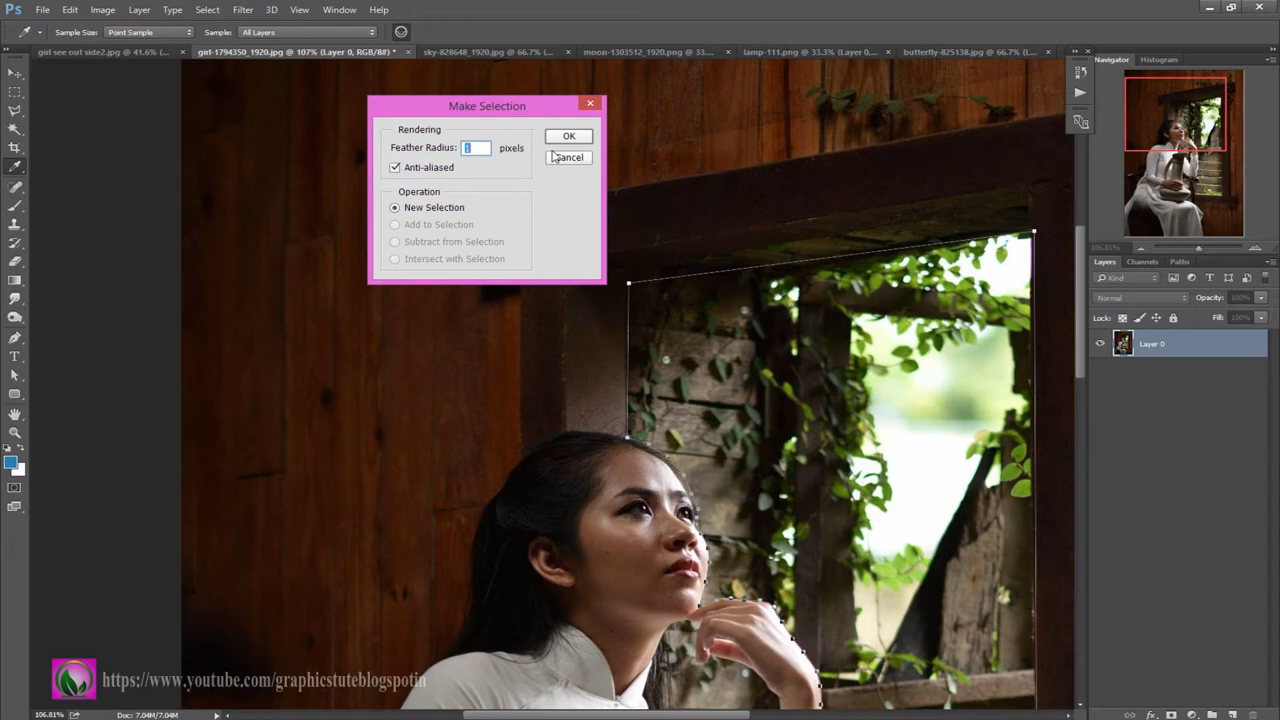 Ps File Edit Image Layer Type Select Filter 3D View Window Help
Sample Size: Point Sample Sample: All Layers
girl see out side2.jpg @ 41.6% (... × girl-1794350_1920.jpg @ 107% (Layer 0, RGB/8#) * × sky-828648_1920.jpg @ 66.7% (... × moon-1303512_1920.png @ 33.... × lamp-111.png @ 33.3% (Layer 0,... × butterfly-825138.jpg @ 66.7% (L... ×
Navigator Histogram
Make Selection
Rendering
Feather Radius: 1 pixels
Anti-aliased
OK
Cancel
Operation
New Selection
Add to Selection
Subtract from Selection
Intersect with Selection
106.81%
Layers Channels Paths
Kind
Normal Opacity: 100%
Lock: Fill: 100%
Layer 0
https://www.youtube.com/graphicstuteblogspotin
106.81% Doc: 7.04M/7.04M